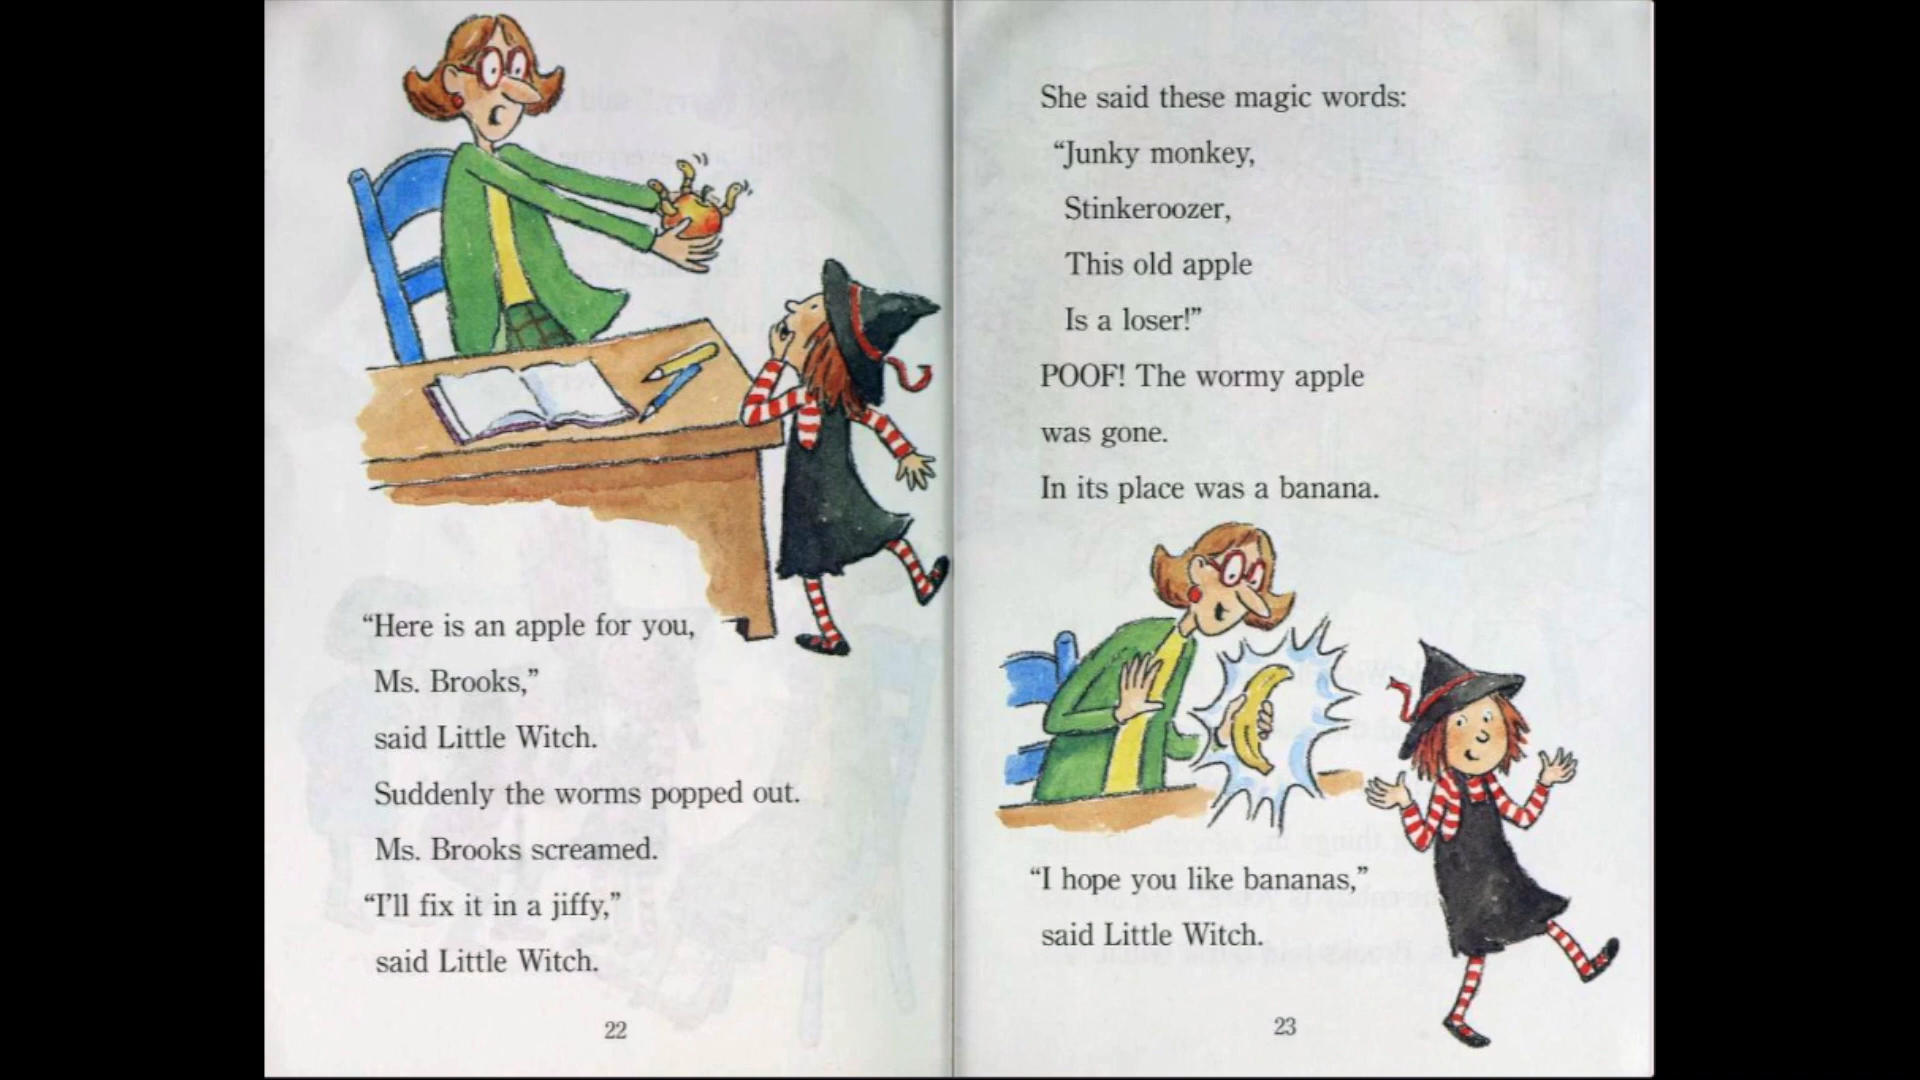 “Here is an apple for you,
Ms. Brooks,”
said Little Witch.
Suddenly the worms popped out.
Ms. Brooks screamed.
“I’ll fix it in a jiffy,”
said Little Witch.
22
She said these magic words:
“Junky monkey,
Stinkeroozer,
This old apple
Is a loser!”
POOF! The wormy apple
was gone.
In its place was a banana.
“I hope you like bananas,”
said Little Witch.
23